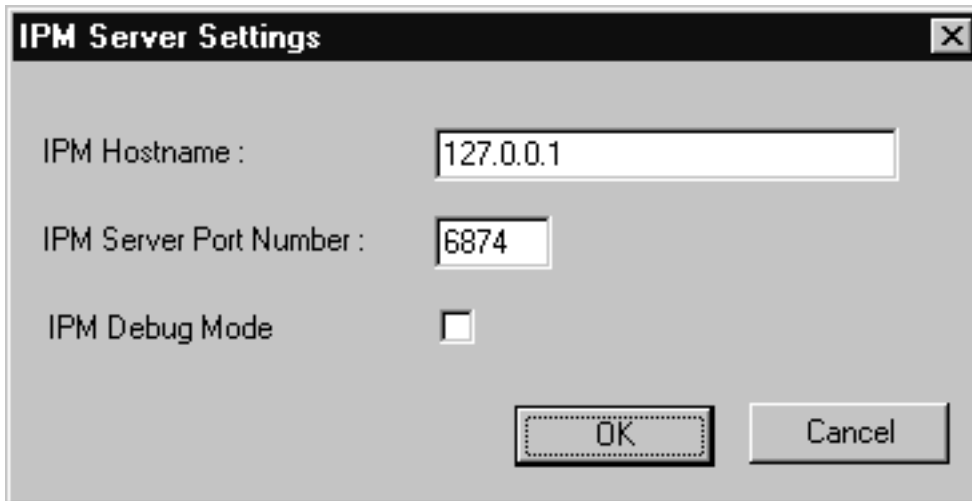 IPM Server Settings
IPM Hostname : 127.0.0.1
IPM Server Port Number : 6874
IPM Debug Mode
OK Cancel